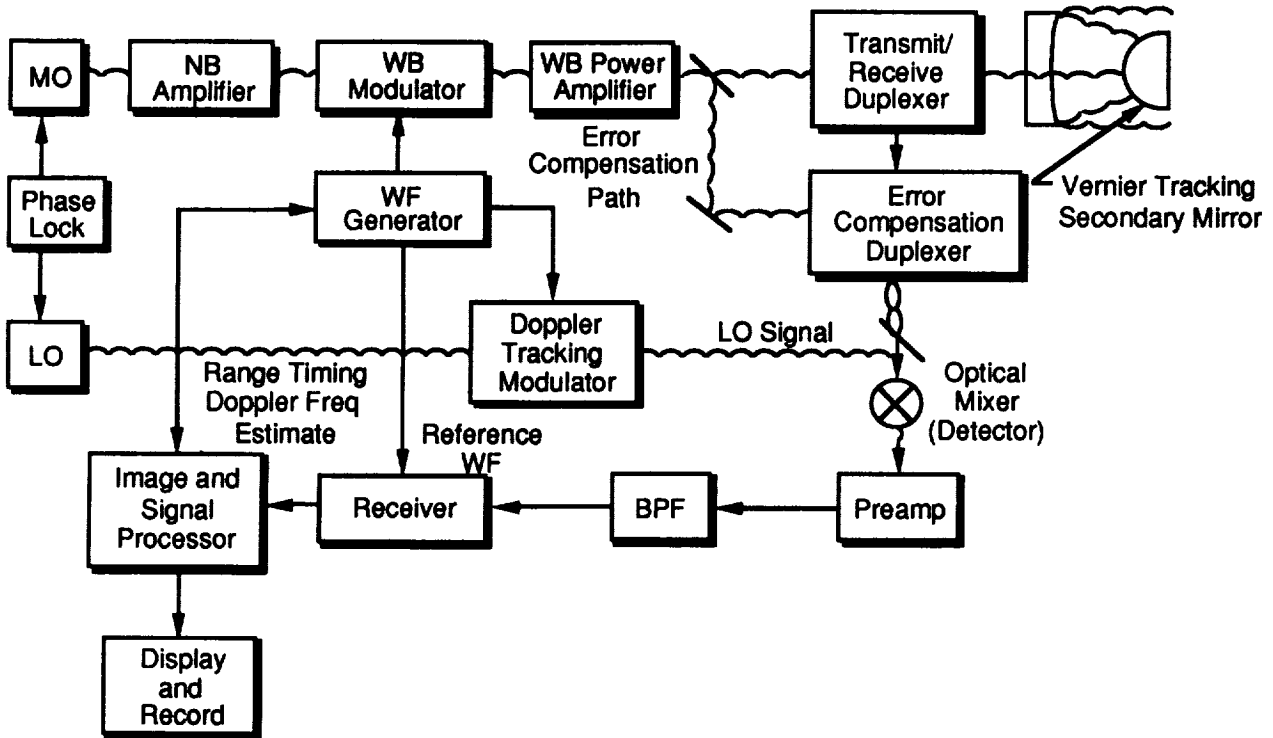 MO
NB
Amplifier
WB
Modulator
WB Power
Amplifier
Transmit/
Receive
Duplexer
Error
Compensation
Path
Phase
Lock
WF
Generator
Error
Compensation
Duplexer
Vernier Tracking
Secondary Mirror
LO
Doppler
Tracking
Modulator
LO Signal
Range Timing
Doppler Freq
Estimate
Optical
Mixer
(Detector)
Reference
WF
Image and
Signal
Processor
Receiver
BPF
Preamp
Display
and
Record